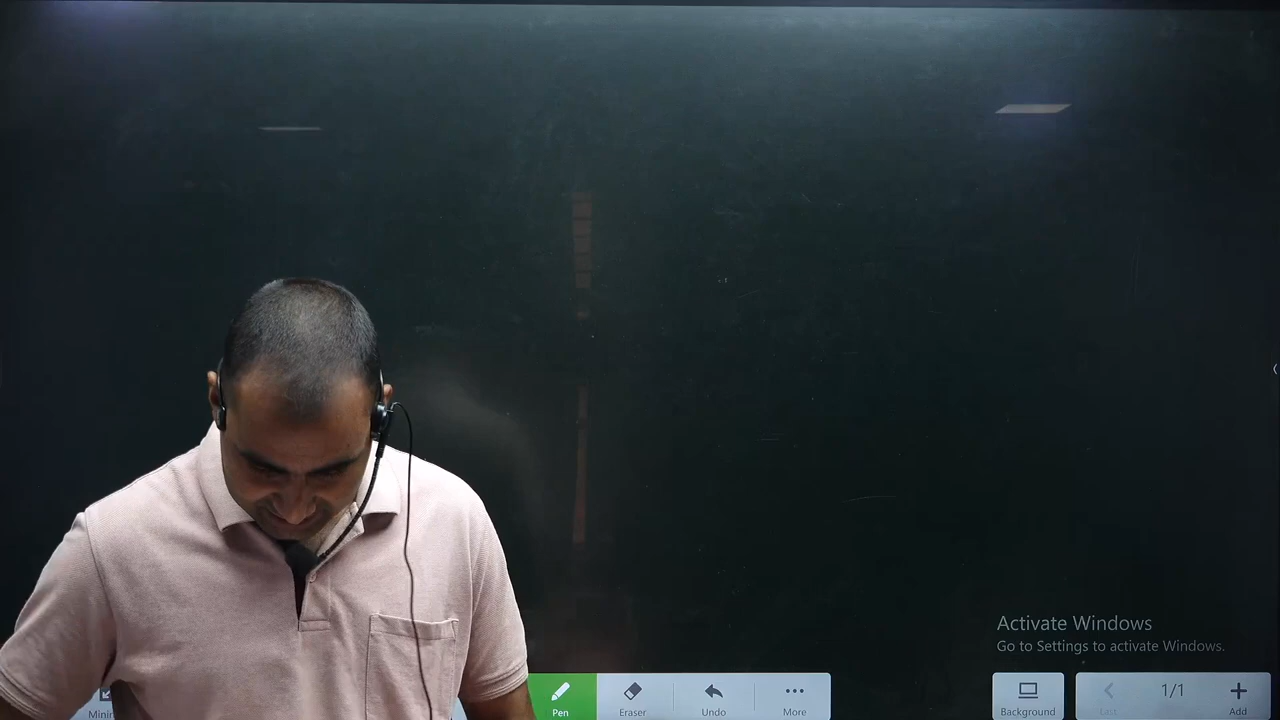 Activate Windows
Go to Settings to activate Windows.
Pen
Eraser
Undo
More
Background
1/1
Add